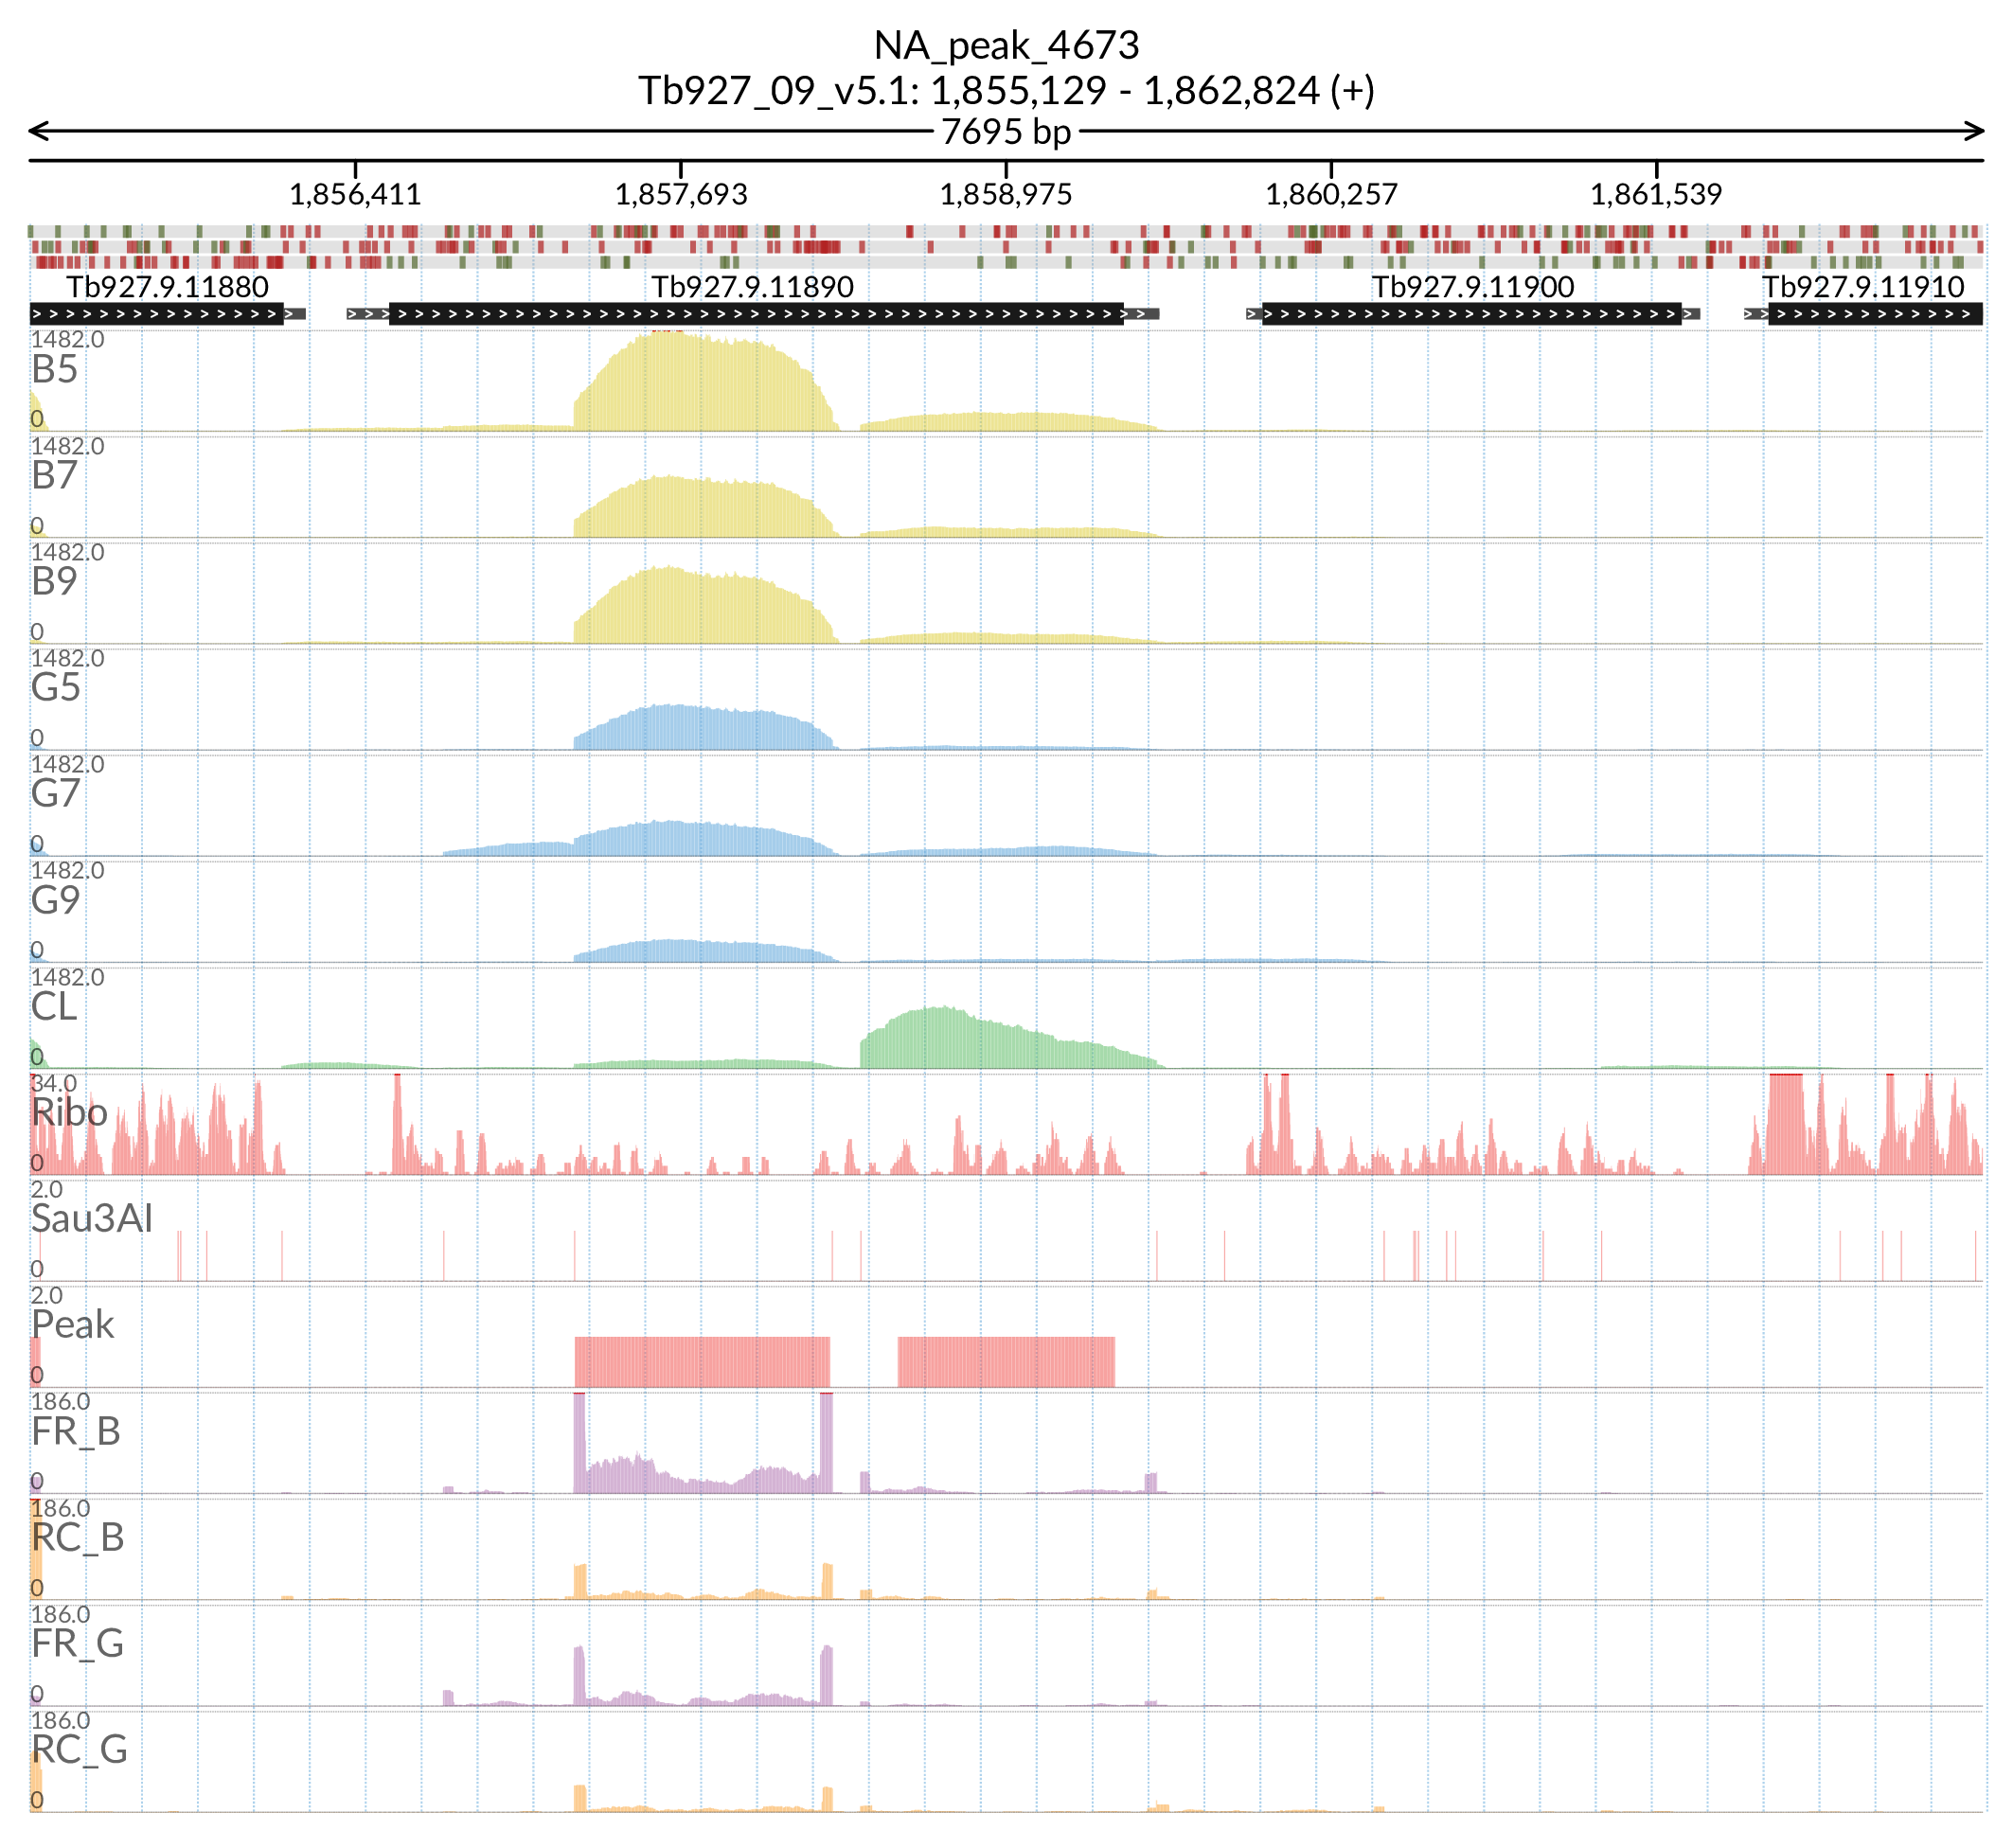 NA_peak_4673
Tb927_09_v5.1: 1,855,129 - 1,862,824 (+)
7695 bp
1,856,411 1,857,693 1,858,975 1,860,257 1,861,539
Tb927.9.11880 Tb927.9.11890 Tb927.9.11900 Tb927.9.11910
1482.0
B5
0
1482.0
B7
0
1482.0
B9
0
1482.0
G5
0
1482.0
G7
0
1482.0
G9
0
1482.0
CL
0
34.0
Ribo
0
2.0
Sau3AI
0
2.0
Peak
0
186.0
FR_B
0
186.0
RC_B
0
186.0
FR_G
0
186.0
RC_G
0